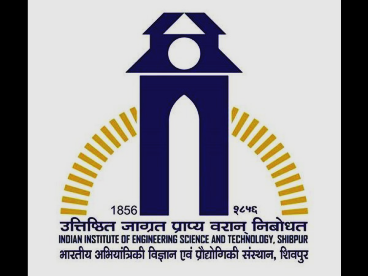 1856 १८५६
उत्तिष्ठित जाग्रत प्राप्य वरान् निबोधत
INDIAN INSTITUTE OF ENGINEERING SCIENCE AND TECHNOLOGY, SHIBPUR
भारतीय अभियांत्रिकी विज्ञान एवं प्रौद्योगिकी संस्थान, शिवपुर